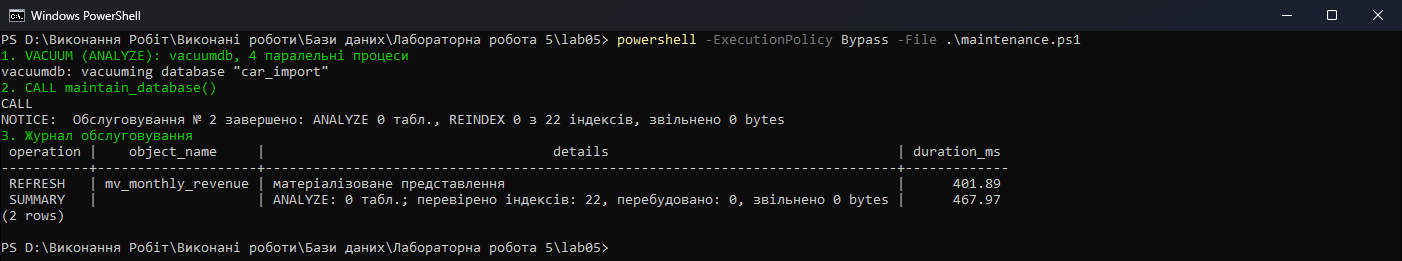 Windows PowerShell
PS D:\Виконання Робіт\Виконані роботи\Бази даних\Лабораторна робота 5\lab05> powershell -ExecutionPolicy Bypass -File .\maintenance.ps1
1. VACUUM (ANALYZE): vacuumdb, 4 паралельні процеси
vacuumdb: vacuuming database "car_import"
2. CALL maintain_database()
CALL
NOTICE:  Обслуговування № 2 завершено: ANALYZE 0 табл., REINDEX 0 з 22 індексів, звільнено 0 bytes
3. Журнал обслуговування
 operation |    object_name     |                                    details                                    | duration_ms
-----------+--------------------+-------------------------------------------------------------------------------+-------------
 REFRESH   | mv_monthly_revenue | матеріалізоване представлення                                                 |      401.89
 SUMMARY   |                    | ANALYZE: 0 табл.; перевірено індексів: 22, перебудовано: 0, звільнено 0 bytes |      467.97
(2 rows)
PS D:\Виконання Робіт\Виконані роботи\Бази даних\Лабораторна робота 5\lab05>